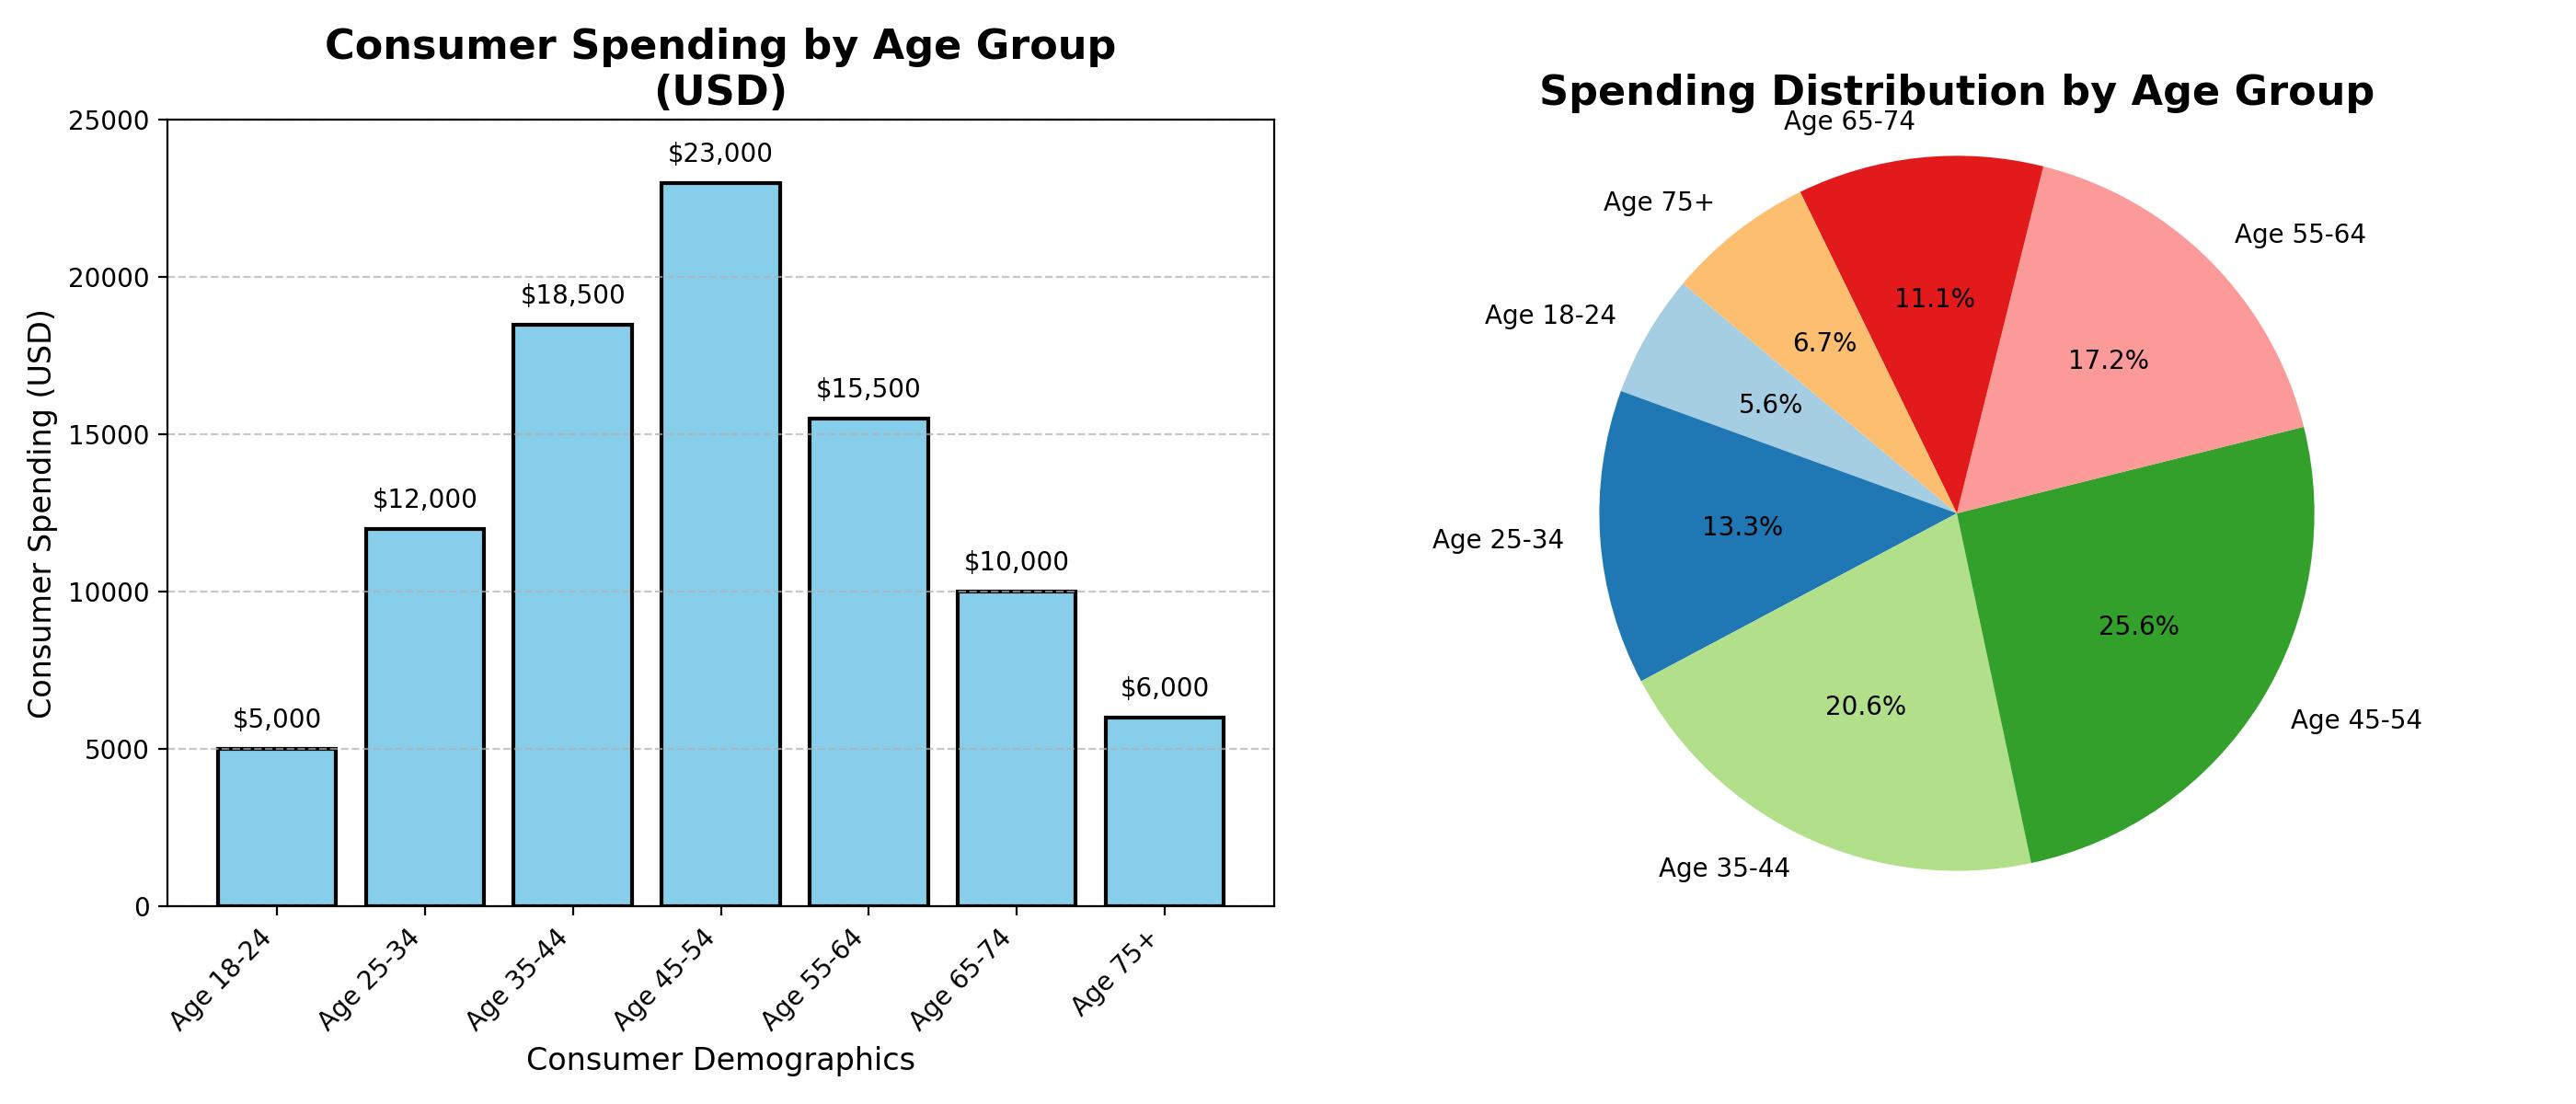 Consumer Spending by Age Group
(USD)
Consumer Spending (USD)
25000
20000
15000
10000
5000
0
$5,000
$12,000
$18,500
$23,000
$15,500
$10,000
$6,000
Age 18-24
Age 25-34
Age 35-44
Age 45-54
Age 55-64
Age 65-74
Age 75+
Consumer Demographics
Spending Distribution by Age Group
Age 65-74
11.1%
Age 75+
6.7%
Age 18-24
5.6%
Age 25-34
13.3%
Age 35-44
20.6%
Age 45-54
25.6%
Age 55-64
17.2%